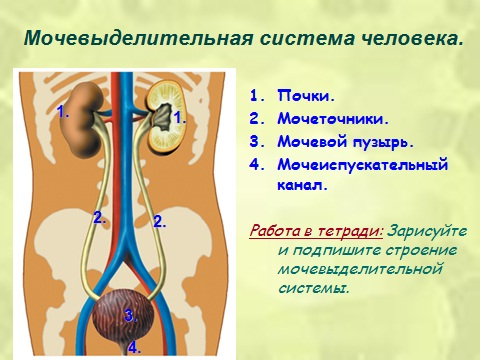 Мочевыделительная система человека.
1.
1.
2.
2.
3.
4.
1. Почки.
2. Мочеточники.
3. Мочевой пузырь.
4. Мочеиспускательный
канал.
Работа в тетради: Зарисуйте
и подпишите строение
мочевыделительной
системы.